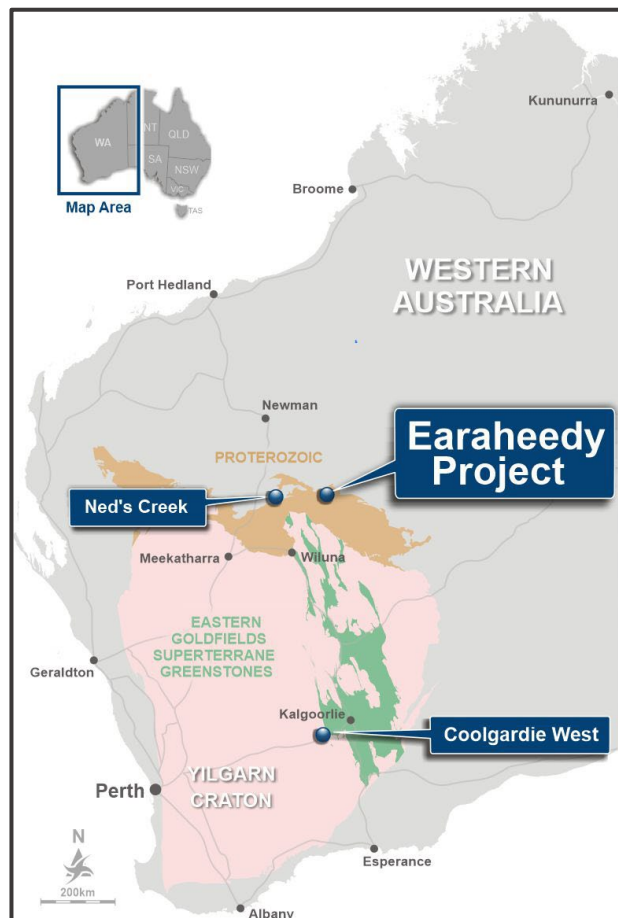 WA
NT
QLD
SA
NSW
VIC
TAS
Map Area
Kununurra
Broome
WESTERN
AUSTRALIA
Port Hedland
Newman
PROTEROZOIC
Earaheedy
Project
Ned's Creek
Meekatharra
Wiluna
EASTERN
GOLDFIELDS
SUPERTERRANE
GREENSTONES
Geraldton
Kalgoorlie
Coolgardie West
YILGARN
CRATON
Perth
N
200km
Esperance
Albany